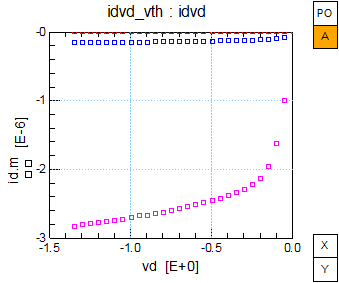 idvd_vth : idvd
PO
A
-0
-1
-2
-3
id.m [E-6]
-1.5
-1.0
-0.5
0.0
vd [E+0]
X
Y